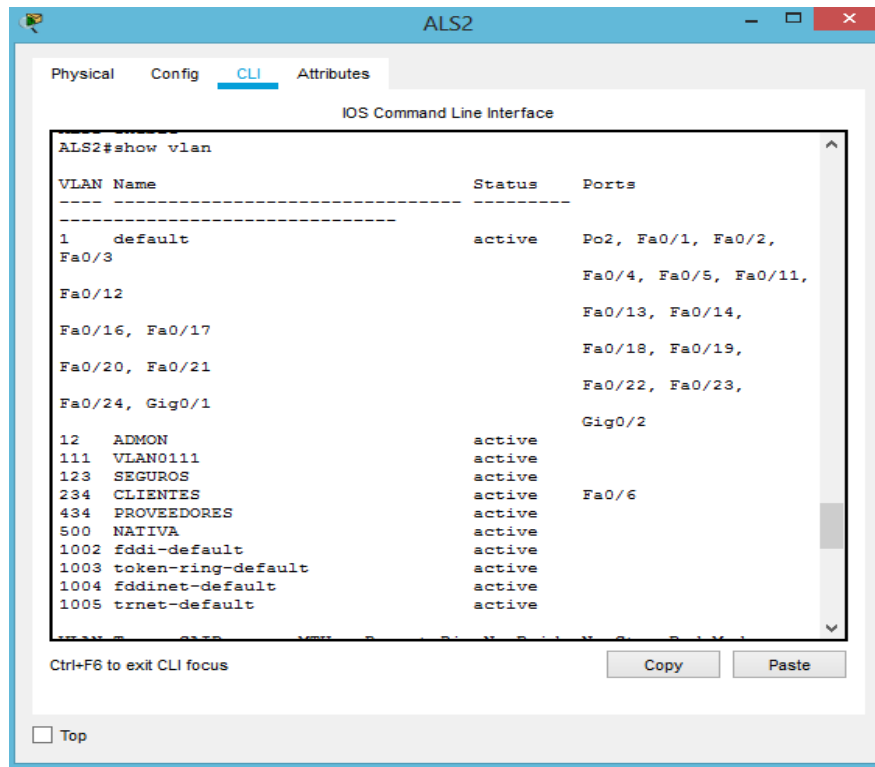 ALS2
Physical Config CLI Attributes
IOS Command Line Interface
ALS2#show vlan
VLAN Name Status Ports
---- -------------------------------- --------- -------------------------------
1 default active Po2, Fa0/1, Fa0/2,
Fa0/3
Fa0/4, Fa0/5, Fa0/11,
Fa0/12
Fa0/13, Fa0/14,
Fa0/16, Fa0/17
Fa0/18, Fa0/19,
Fa0/20, Fa0/21
Fa0/22, Fa0/23,
Fa0/24, Gig0/1
Gig0/2
12 ADMON active
111 VLAN0111 active
123 SEGUROS active
234 CLIENTES active Fa0/6
434 PROVEEDORES active
500 NATIVA active
1002 fddi-default active
1003 token-ring-default active
1004 fddinet-default active
1005 trnet-default active
Ctrl+F6 to exit CLI focus
Copy Paste
Top